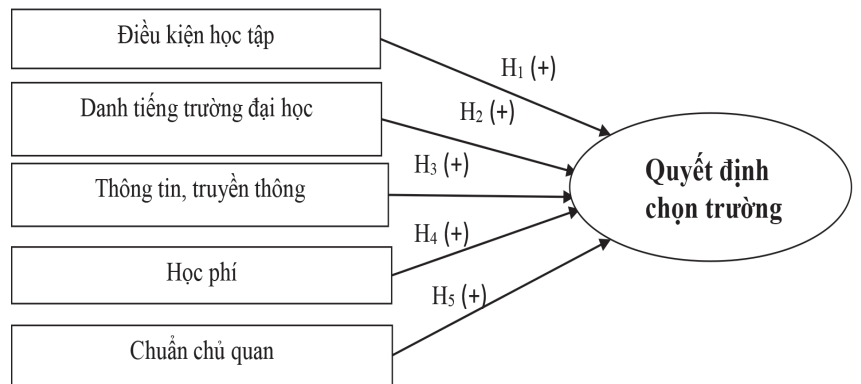 Điều kiện học tập
H₁ (+)
Danh tiếng trường đại học
H₂ (+)
Thông tin, truyền thông
H₃ (+)
Học phí
H₄ (+)
Chuẩn chủ quan
H₅ (+)
Quyết định
chọn trường